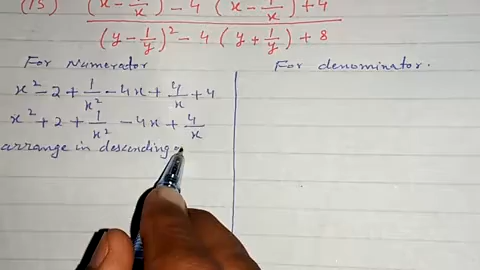 (15) (x - 1/x)² - 4 (x - 1/x) + 4
(y - 1/y)² - 4 (y + 1/y) + 8
For Numerator
For denominator.
x² - 2 + 1/x² - 4x + 4/x + 4
x² + 2 + 1/x² - 4x + 4/x
arrange in descending